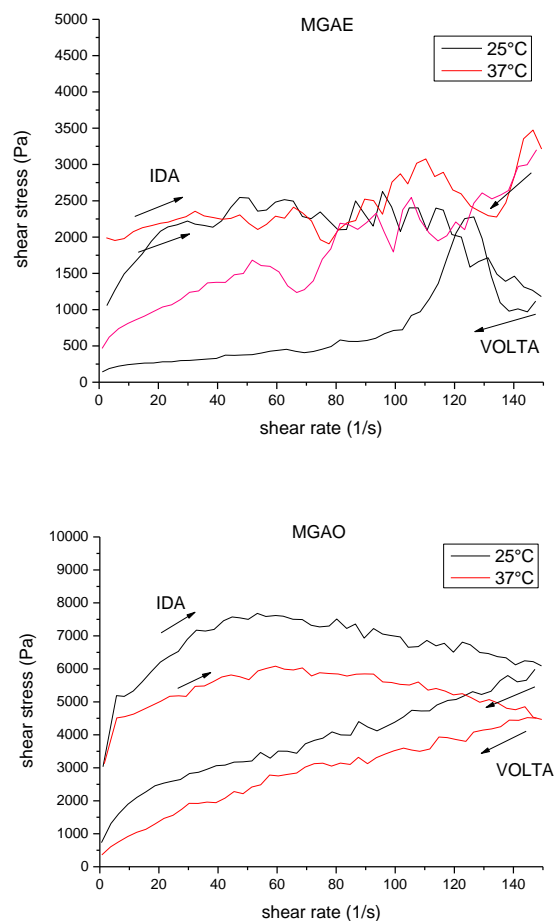 MGAE
5000
4500
4000
3500
3000
2500
2000
1500
1000
500
0
shear stress (Pa)
25°C
37°C
IDA
VOLTA
0 20 40 60 80 100 120 140
shear rate (1/s)
MGAO
10000
9000
8000
7000
6000
5000
4000
3000
2000
1000
0
shear stress (Pa)
25°C
37°C
IDA
VOLTA
0 20 40 60 80 100 120 140
shear rate (1/s)